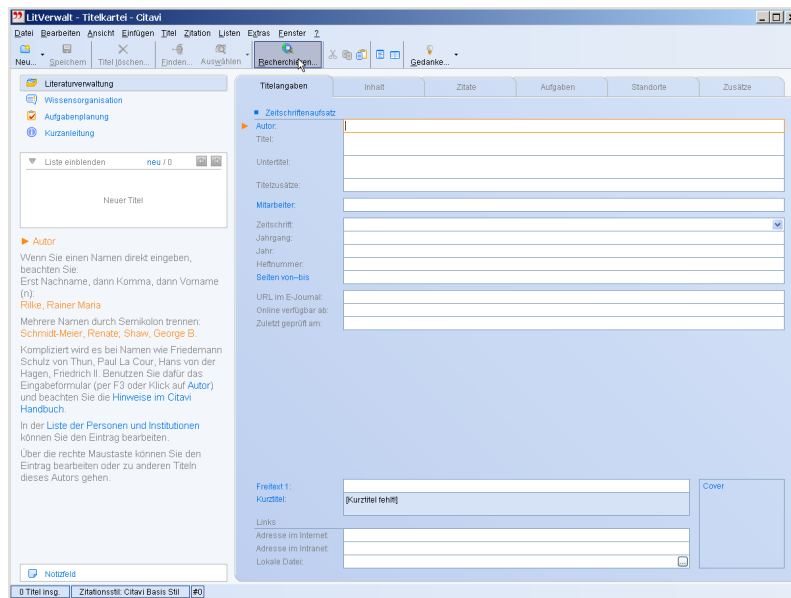 LitVerwalt - Titelkartei - Citavi
Datei Bearbeiten Ansicht Einfügen Titel Zitation Listen Extras Fenster ?
Neu... Speichern Titel löschen... Finden... Auswählen Recherchieren... Gedanke...
Literaturverwaltung
Wissensorganisation
Aufgabenplanung
Kurzanleitung
Liste einblenden neu / 0
Neuer Titel
Autor
Wenn Sie einen Namen direkt eingeben,
beachten Sie:
Erst Nachname, dann Komma, dann Vorname
(n):
Rilke, Rainer Maria
Mehrere Namen durch Semikolon trennen:
Schmidt-Meier, Renate; Shaw, George B.
Kompliziert wird es bei Namen wie Friedemann
Schulz von Thun, Paul La Cour, Hans von der
Hagen, Friedrich II. Benutzen Sie dafür das
Eingabeformular (per F3 oder Klick auf Autor)
und beachten Sie die Hinweise im Citavi
Handbuch.
In der Liste der Personen und Institutionen
können Sie den Eintrag bearbeiten.
Über die rechte Maustaste können Sie den
Eintrag bearbeiten oder zu anderen Titeln
dieses Autors gehen.
Notizfeld
Titelangaben Inhalt Zitate Aufgaben Standorte Zusätze
Zeitschriftenaufsatz
Autor:
Titel:
Untertitel:
Titelzusätze:
Mitarbeiter:
Zeitschrift:
Jahrgang:
Jahr:
Heftnummer:
Seiten von–bis
URL im E-Journal:
Online verfügbar ab:
Zuletzt geprüft am:
Freitext 1:
Kurztitel: [Kurztitel fehlt!]
Cover
Links
Adresse im Internet:
Adresse im Intranet:
Lokale Datei: ...
0 Titel insg. Zitationsstil: Citavi Basis Stil #0